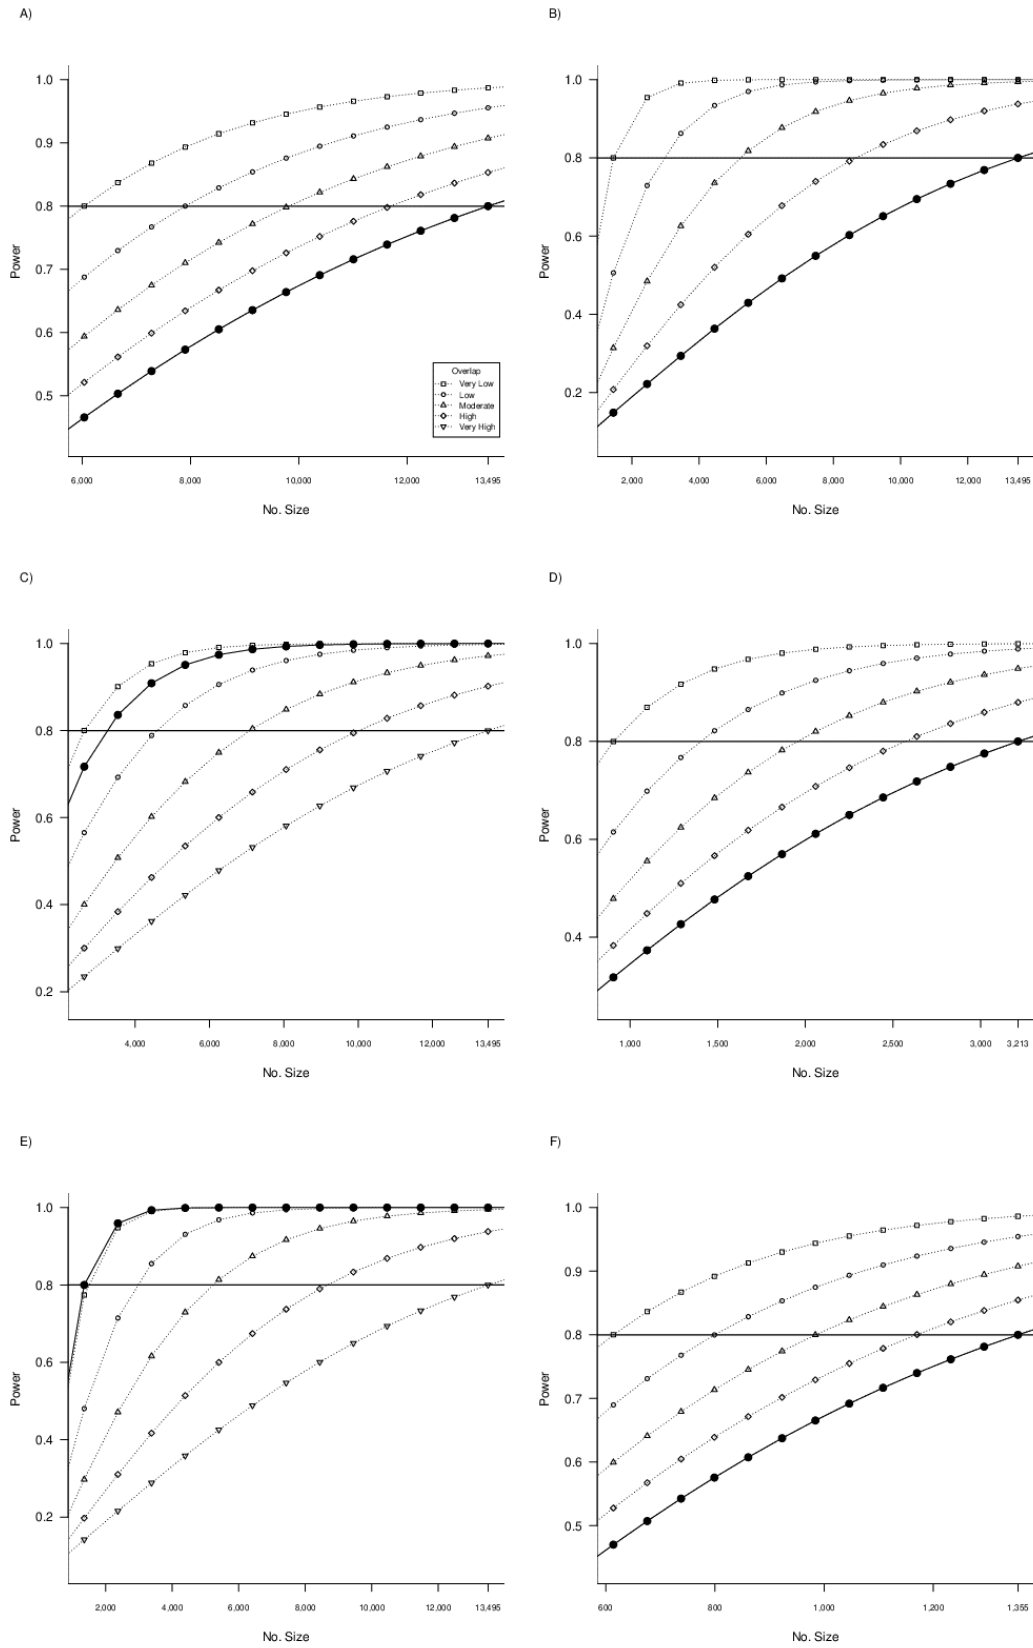 A)
B)
1.0
0.9
0.8
0.7
0.6
0.5
Power
Overlap
Very Low
Low
Moderate
High
Very High
6,000 8,000 10,000 12,000 13,495
No. Size
1.0
0.8
0.6
0.4
0.2
Power
2,000 4,000 6,000 8,000 10,000 12,000 13,495
No. Size
C)
D)
1.0
0.8
0.6
0.4
0.2
Power
4,000 6,000 8,000 10,000 12,000 13,495
No. Size
1.0
0.8
0.6
0.4
Power
1,000 1,500 2,000 2,500 3,000 3,213
No. Size
E)
F)
1.0
0.8
0.6
0.4
0.2
Power
2,000 4,000 6,000 8,000 10,000 12,000 13,495
No. Size
1.0
0.9
0.8
0.7
0.6
0.5
Power
600 800 1,000 1,200 1,355
No. Size